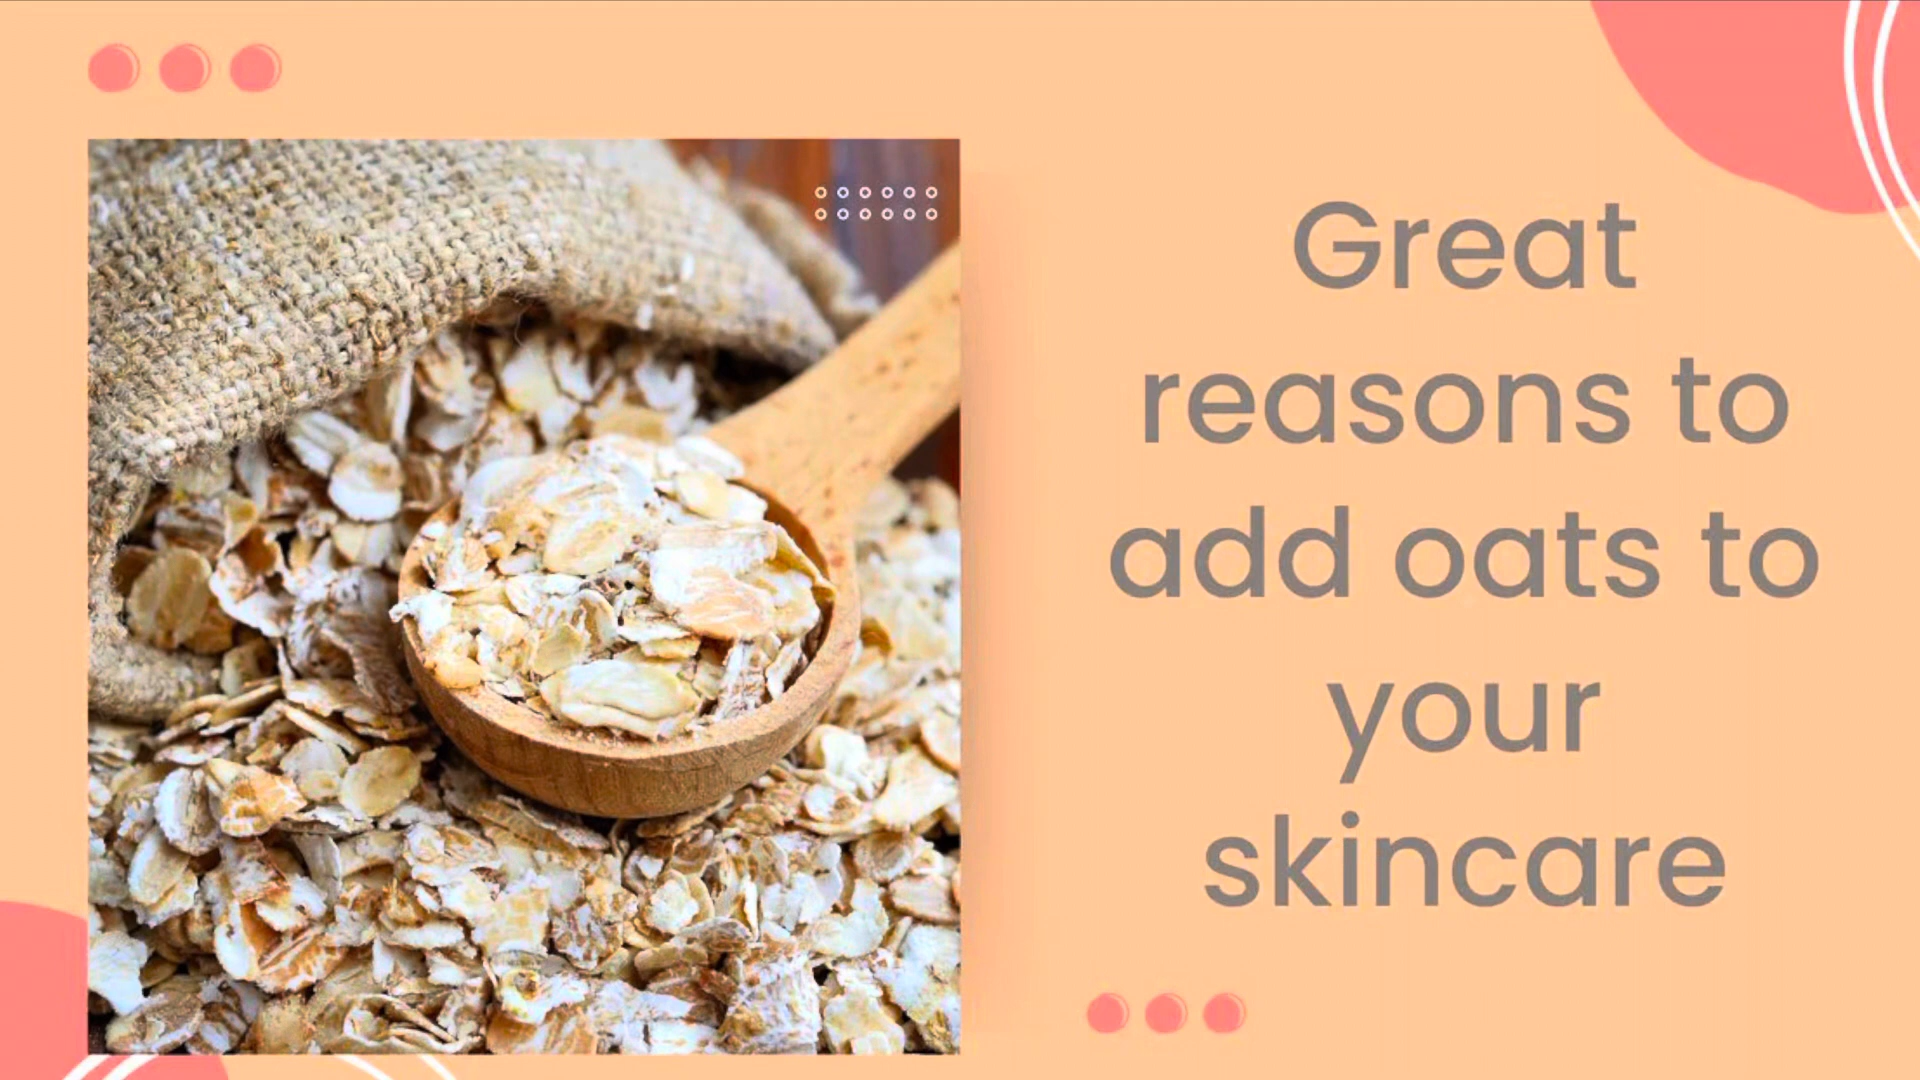 Great
reasons to
add oats to
your
skincare